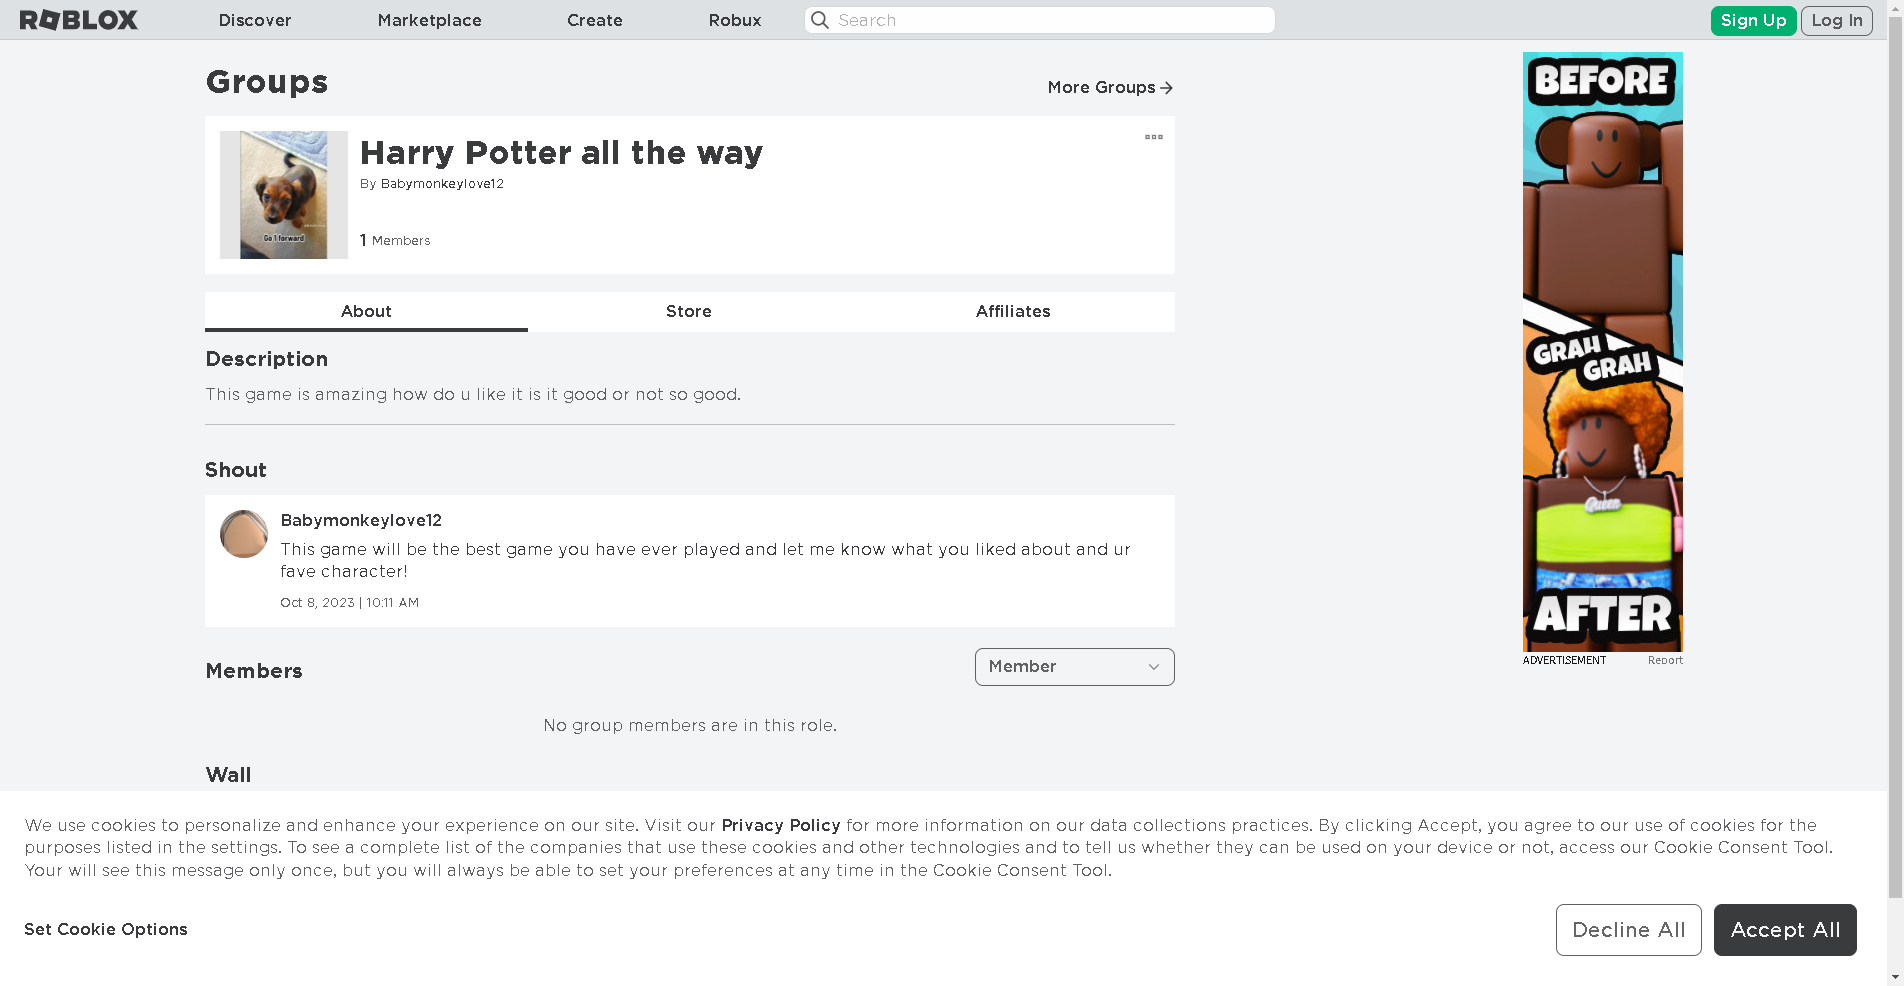 ROBLOX
Discover
Marketplace
Create
Robux
Search
Sign Up
Log In
Groups
More Groups
Harry Potter all the way
By Babymonkeylove12
1 Members
Go 1 forward
About
Store
Affiliates
Description
This game is amazing how do u like it is it good or not so good.
Shout
Babymonkeylove12
This game will be the best game you have ever played and let me know what you liked about and ur
fave character!
Oct 8, 2023 | 10:11 AM
Members
Member
No group members are in this role.
Wall
BEFORE
GRAH
GRAH
Queen
AFTER
ADVERTISEMENT
Report
We use cookies to personalize and enhance your experience on our site. Visit our Privacy Policy for more information on our data collections practices. By clicking Accept, you agree to our use of cookies for the
purposes listed in the settings. To see a complete list of the companies that use these cookies and other technologies and to tell us whether they can be used on your device or not, access our Cookie Consent Tool.
Your will see this message only once, but you will always be able to set your preferences at any time in the Cookie Consent Tool.
Set Cookie Options
Decline All
Accept All